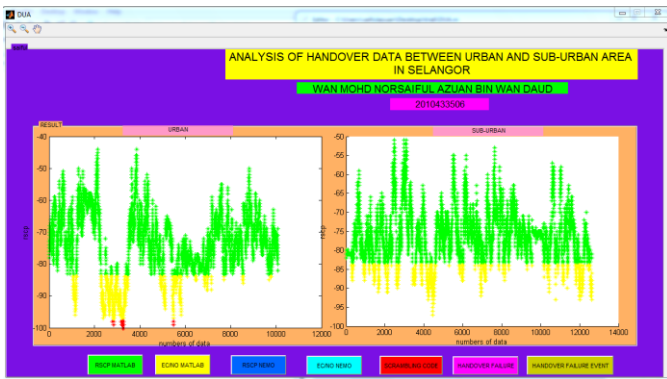 DUA
ANALYSIS OF HANDOVER DATA BETWEEN URBAN AND SUB-URBAN AREA
IN SELANGOR
WAN MOHD NORSAIFUL AZUAN BIN WAN DAUD
2010433506
RESULT
URBAN
SUB-URBAN
-40
-50
-60
-70
-80
-90
-100
rscp
0 2000 4000 6000 8000 10000 12000
numbers of data
-50
-55
-60
-65
-70
-75
-80
-85
-90
-95
-100
rscp
0 2000 4000 6000 8000 10000 12000 14000
numbers of data
RSCP MATLAB
EC/NO MATLAB
RSCP NEMO
EC/NO NEMO
SCRAMBLING CODE
HANDOVER FAILURE
HANDOVER FAILURE EVENT